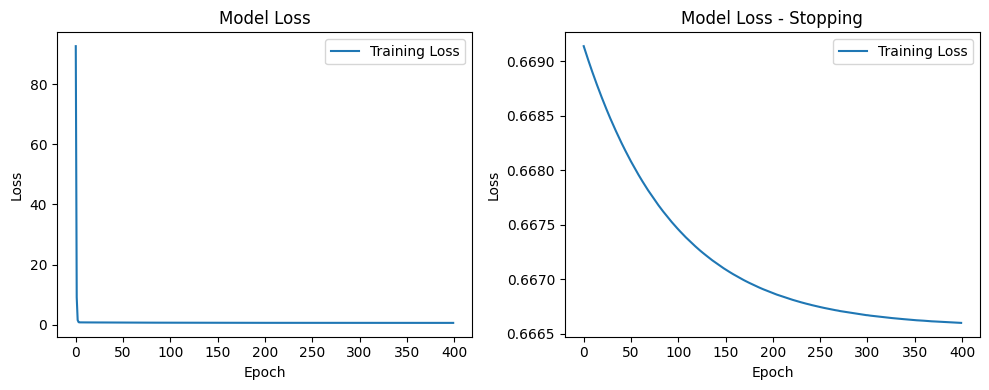 Model Loss
Training Loss
80
60
40
20
0
Loss
0 50 100 150 200 250 300 350 400
Epoch
Model Loss - Stopping
Training Loss
0.6690
0.6685
0.6680
0.6675
0.6670
0.6665
Loss
0 50 100 150 200 250 300 350 400
Epoch